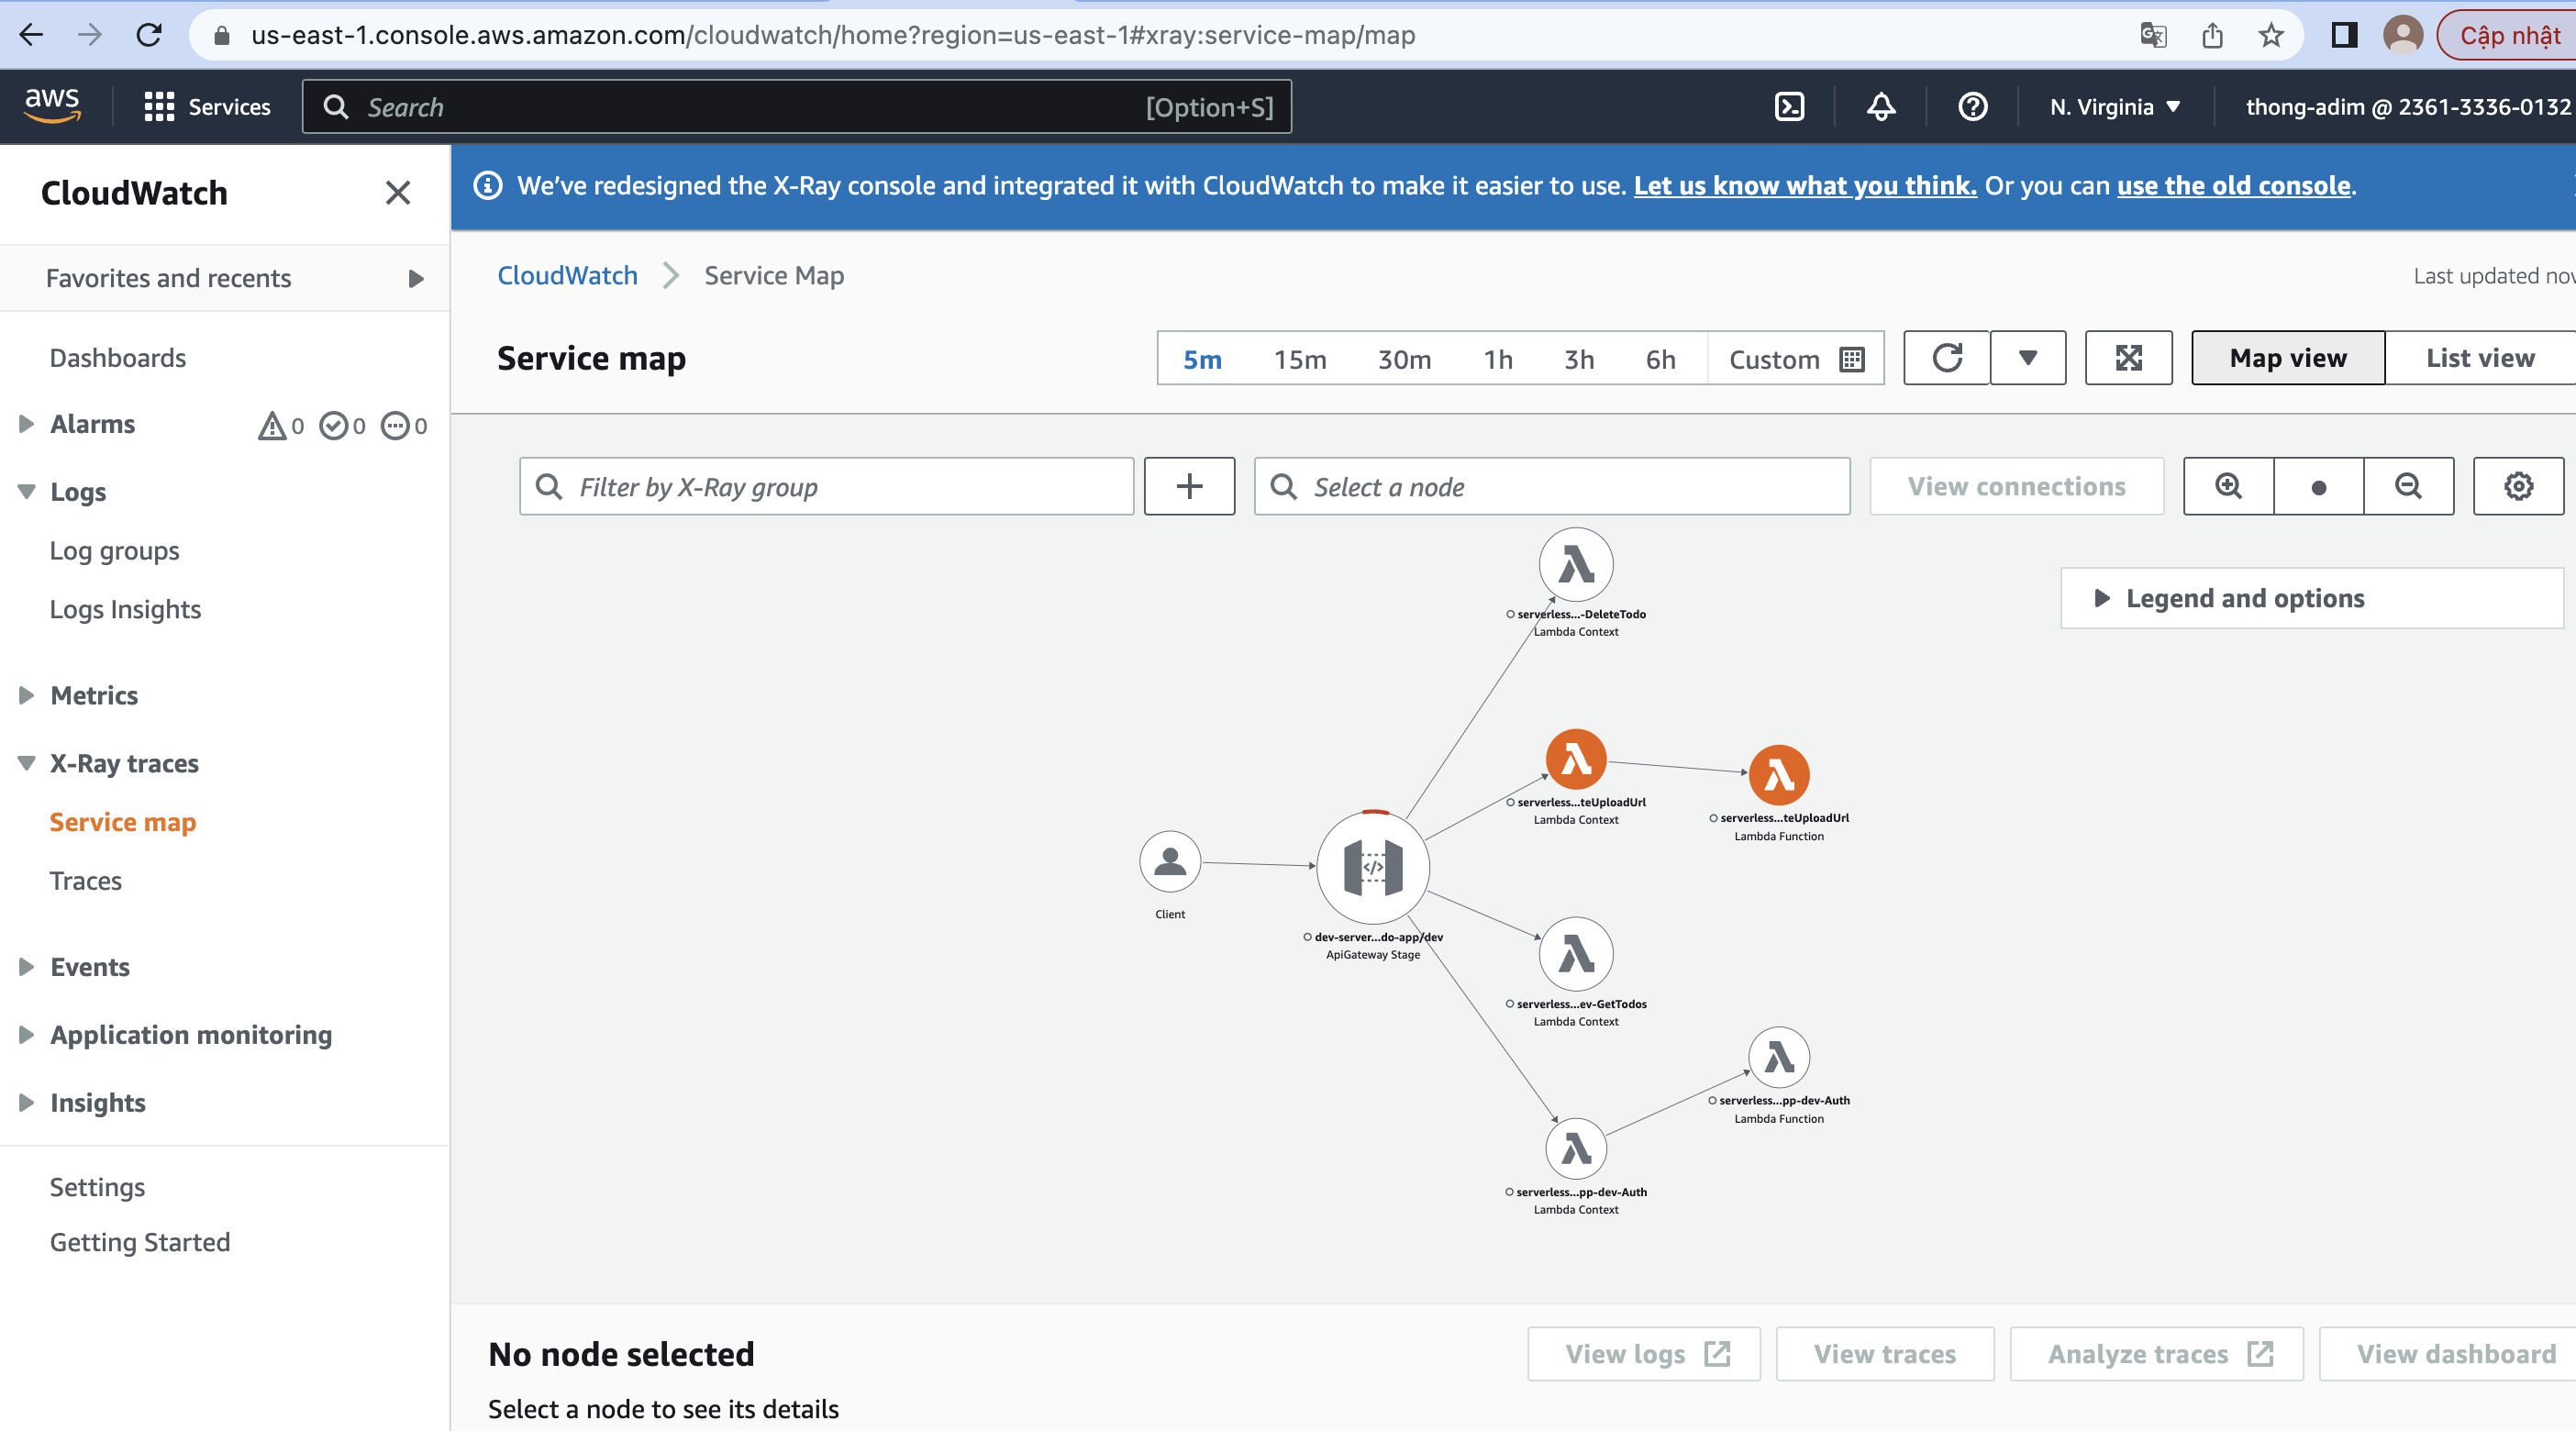 us-east-1.console.aws.amazon.com/cloudwatch/home?region=us-east-1#xray:service-map/map
Cập nhật
aws
Services
Search
[Option+S]
N. Virginia
thong-adim @ 2361-3336-0132
CloudWatch
We've redesigned the X-Ray console and integrated it with CloudWatch to make it easier to use. Let us know what you think. Or you can use the old console.
Favorites and recents
Dashboards
Alarms
0
0
0
Logs
Log groups
Logs Insights
Metrics
X-Ray traces
Service map
Traces
Events
Application monitoring
Insights
Settings
Getting Started
CloudWatch
Service Map
Last updated
Service map
5m
15m
30m
1h
3h
6h
Custom
Map view
List view
Filter by X-Ray group
Select a node
View connections
Legend and options
serverless...-DeleteTodo
Lambda Context
serverless...teUploadUrl
Lambda Context
serverless...teUploadUrl
Lambda Function
Client
dev-server...do-app/dev
ApiGateway Stage
serverless...ev-GetTodos
Lambda Context
serverless...pp-dev-Auth
Lambda Function
serverless...pp-dev-Auth
Lambda Context
No node selected
Select a node to see its details
View logs
View traces
Analyze traces
View dashboard